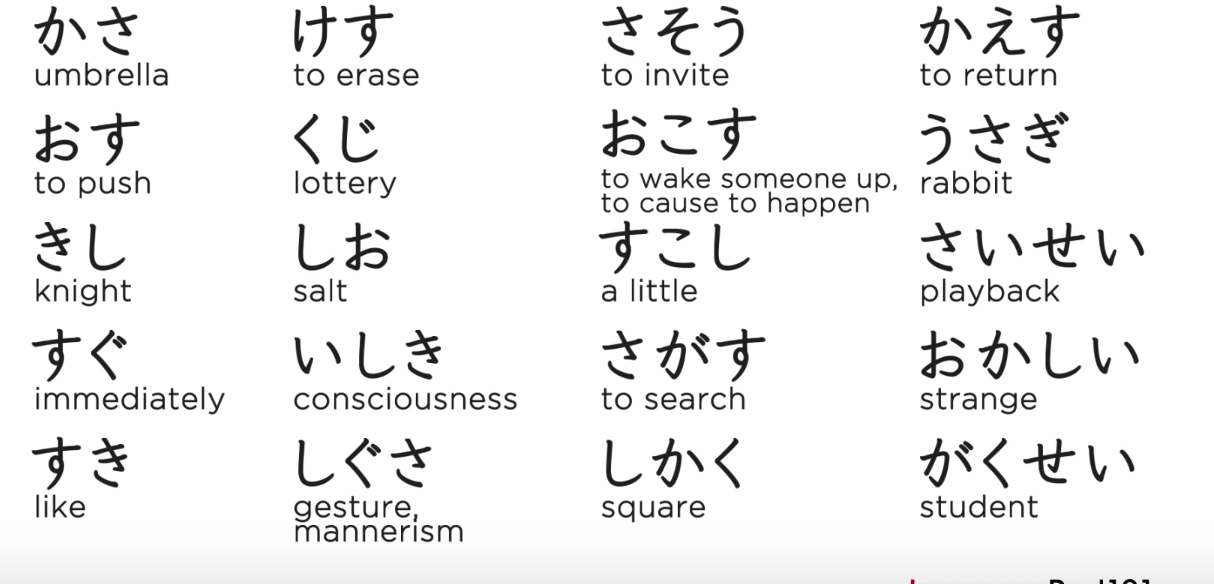 かさ
umbrella
おす
to push
きし
knight
すぐ
immediately
すき
like
けす
to erase
くじ
lottery
しお
salt
いしき
consciousness
しぐさ
gesture,
mannerism
さそう
to invite
おこす
to wake someone up,
to cause to happen
すこし
a little
さがす
to search
しかく
square
かえす
to return
うさぎ
rabbit
さいせい
playback
おかしい
strange
がくせい
student